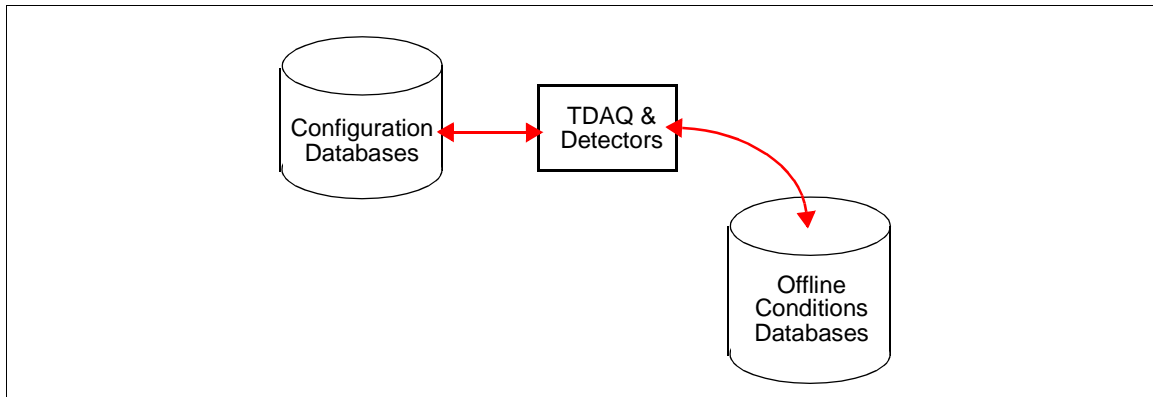 Configuration
Databases
TDAQ &
Detectors
Offline
Conditions
Databases